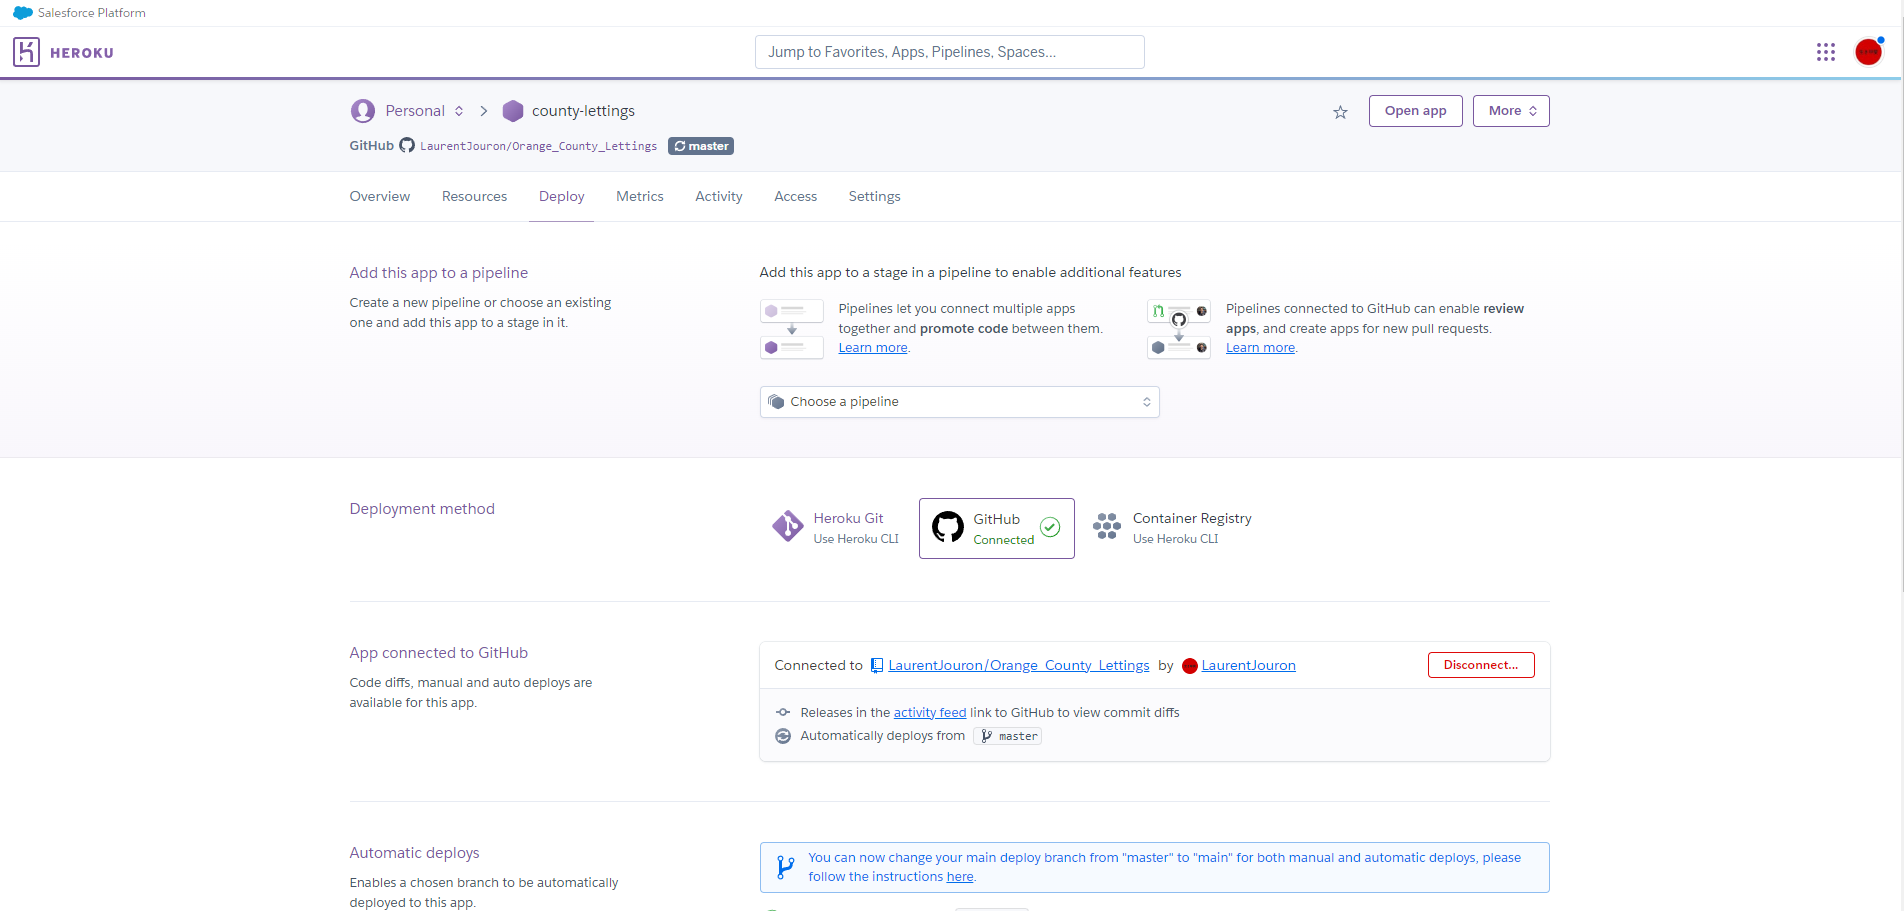 Salesforce Platform
HEROKU
Jump to Favorites, Apps, Pipelines, Spaces...
Personal
county-lettings
Open app
More
GitHub LaurentJouron/Orange_County_Lettings master
Overview Resources Deploy Metrics Activity Access Settings
Add this app to a pipeline
Create a new pipeline or choose an existing
one and add this app to a stage in it.
Add this app to a stage in a pipeline to enable additional features
Pipelines let you connect multiple apps
together and promote code between them.
Learn more.
Pipelines connected to GitHub can enable review
apps, and create apps for new pull requests.
Learn more.
Choose a pipeline
Deployment method
Heroku Git
Use Heroku CLI
GitHub
Connected
Container Registry
Use Heroku CLI
App connected to GitHub
Code diffs, manual and auto deploys are
available for this app.
Connected to LaurentJouron/Orange_County_Lettings by LaurentJouron
Disconnect...
Releases in the activity feed link to GitHub to view commit diffs
Automatically deploys from master
Automatic deploys
Enables a chosen branch to be automatically
deployed to this app.
You can now change your main deploy branch from "master" to "main" for both manual and automatic deploys, please
follow the instructions here.